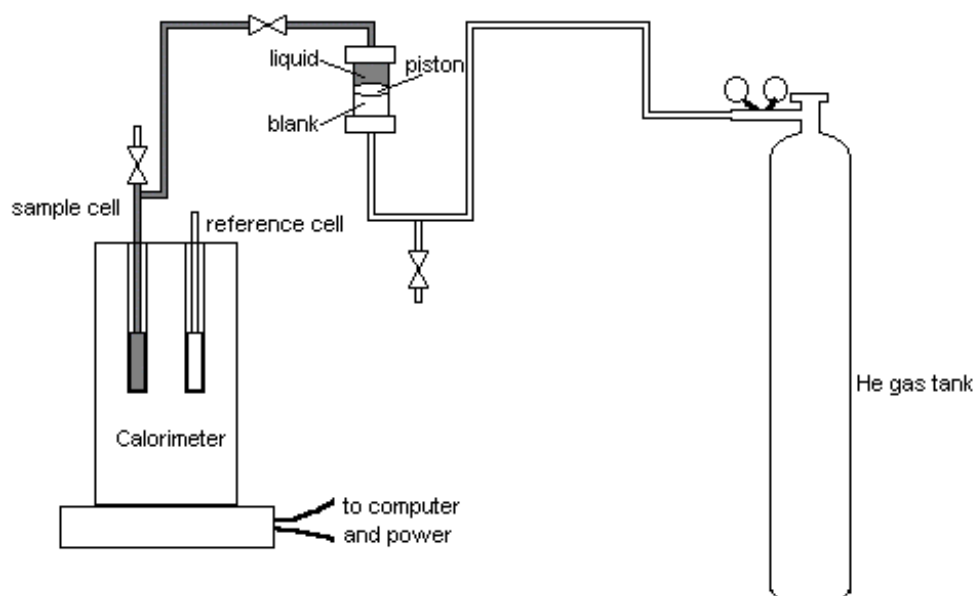 liquid
piston
blank
sample cell
reference cell
He gas tank
Calorimeter
to computer
and power